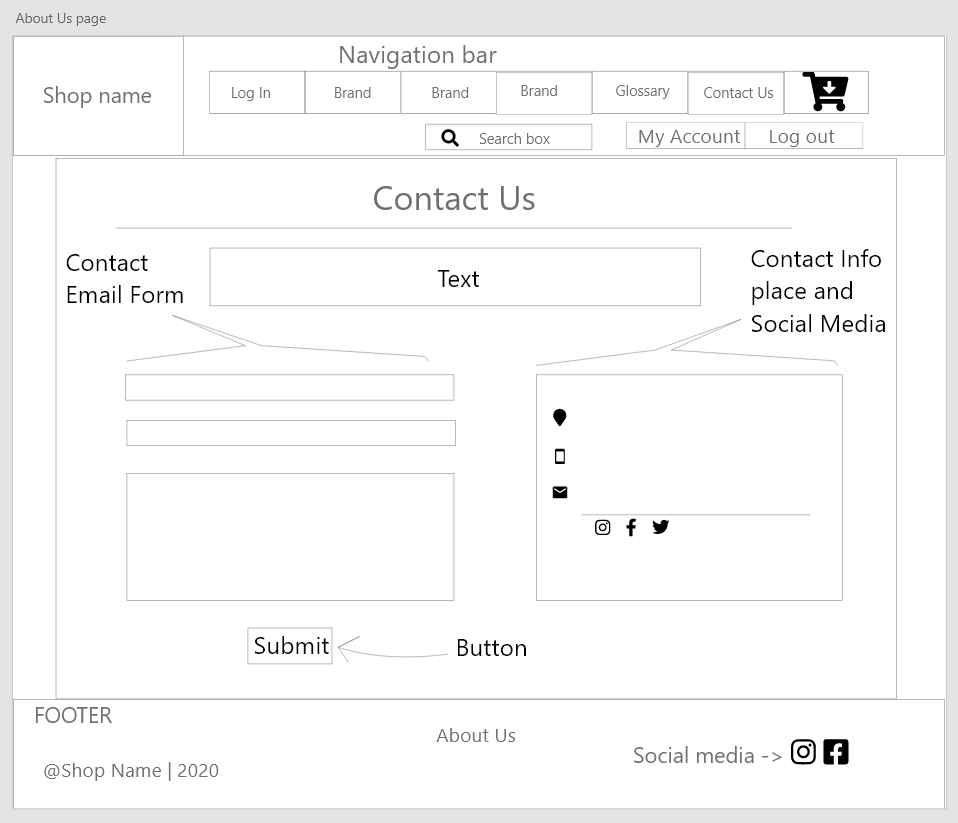 About Us page
Shop name
Navigation bar
Log In
Brand
Brand
Brand
Glossary
Contact Us
Search box
My Account
Log out
Contact Us
Contact
Email Form
Text
Contact Info
place and
Social Media
Submit
Button
FOOTER
About Us
Social media ->
@Shop Name | 2020